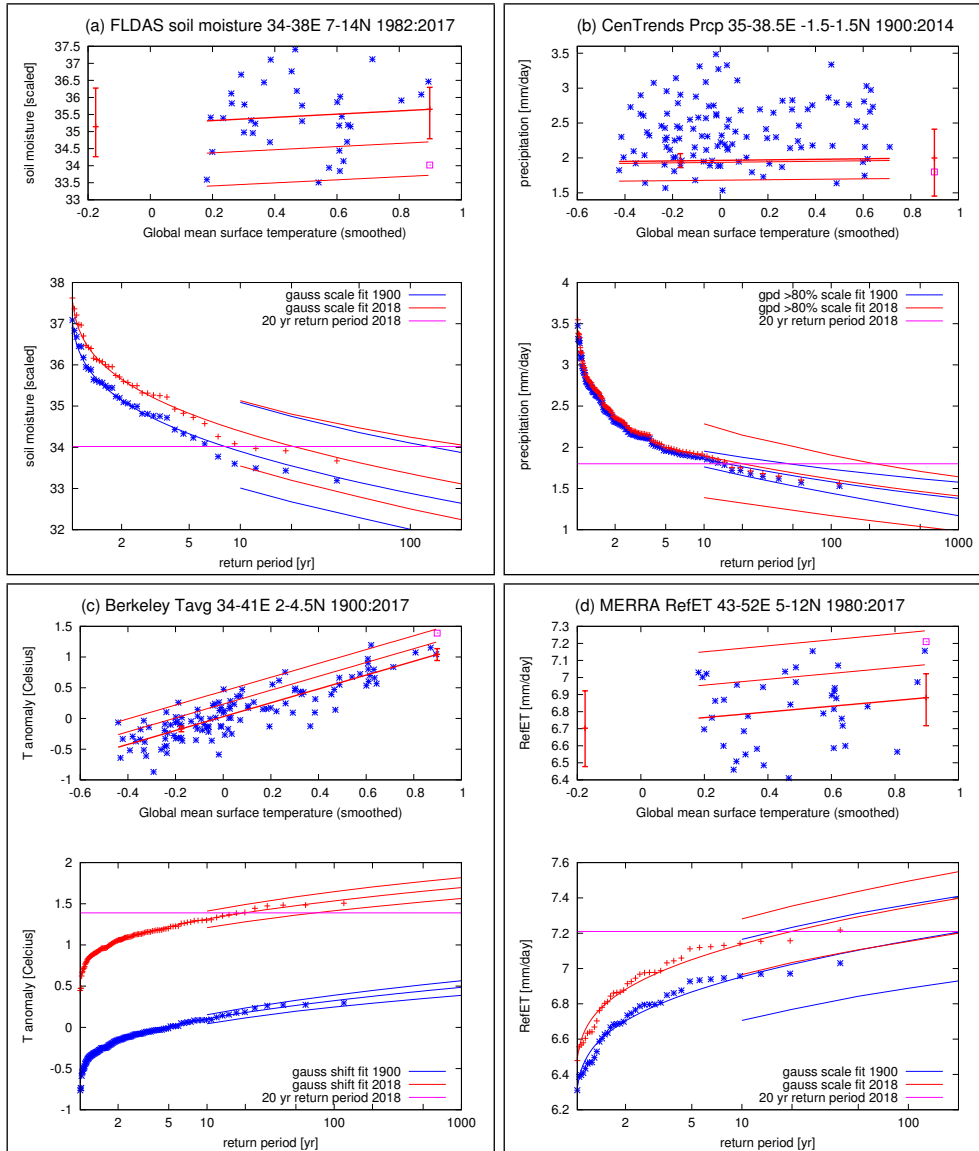 (a) FLDAS soil moisture 34-38E 7-14N 1982:2017
soil moisture [scaled]
37.5
37
36.5
36
35.5
35
34.5
34
33.5
33
-0.2 0 0.2 0.4 0.6 0.8 1
Global mean surface temperature (smoothed)
soil moisture [scaled]
38
37
36
35
34
33
32
gauss scale fit 1900
gauss scale fit 2018
20 yr return period 2018
2 5 10 100
return period [yr]
(b) CenTrends Prcp 35-38.5E -1.5-1.5N 1900:2014
precipitation [mm/day]
3.5
3
2.5
2
1.5
-0.6 -0.4 -0.2 0 0.2 0.4 0.6 0.8 1
Global mean surface temperature (smoothed)
precipitation [mm/day]
4
3.5
3
2.5
2
1.5
1
gpd >80% scale fit 1900
gpd >80% scale fit 2018
20 yr return period 2018
2 5 10 100 1000
return period [yr]
(c) Berkeley Tavg 34-41E 2-4.5N 1900:2017
T anomaly [Celsius]
1.5
1
0.5
0
-0.5
-1
-0.6 -0.4 -0.2 0 0.2 0.4 0.6 0.8 1
Global mean surface temperature (smoothed)
T anomaly [Celcius]
2
1.5
1
0.5
0
-0.5
-1
gauss shift fit 1900
gauss shift fit 2018
20 yr return period 2018
2 5 10 100 1000
return period [yr]
(d) MERRA RefET 43-52E 5-12N 1980:2017
RefET [mm/day]
7.3
7.2
7.1
7
6.9
6.8
6.7
6.6
6.5
6.4
-0.2 0 0.2 0.4 0.6 0.8 1
Global mean surface temperature (smoothed)
RefET [mm/day]
7.6
7.4
7.2
7
6.8
6.6
6.4
6.2
gauss scale fit 1900
gauss scale fit 2018
20 yr return period 2018
2 5 10 100
return period [yr]